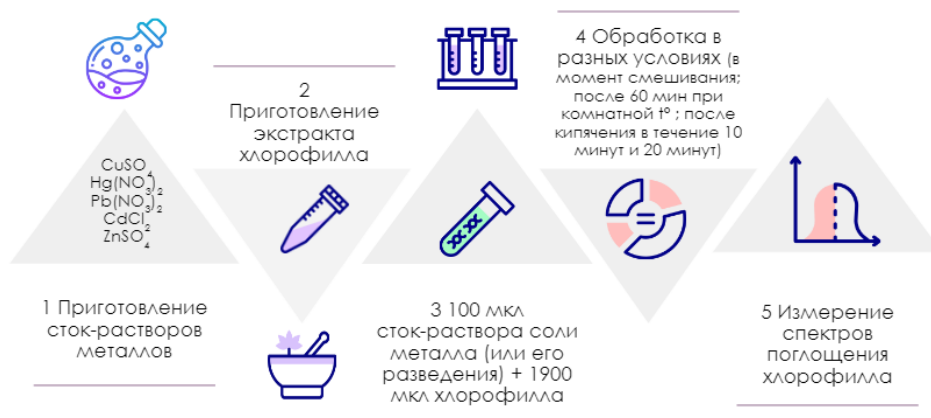 CuSO₄
Hg(NO₃)₂
Pb(NO₃)₂
CdCl₂
ZnSO₄
1 Приготовление
сток-растворов
металлов
2
Приготовление
экстракта
хлорофилла
3 100 мкл
сток-раствора соли
металла (или его
разведения) + 1900
мкл хлорофилла
4 Обработка в
разных условиях (в
момент смешивания;
после 60 мин при
комнатной t° ; после
кипячения в течение 10
минут и 20 минут)
5 Измерение
спектров
поглощения
хлорофилла